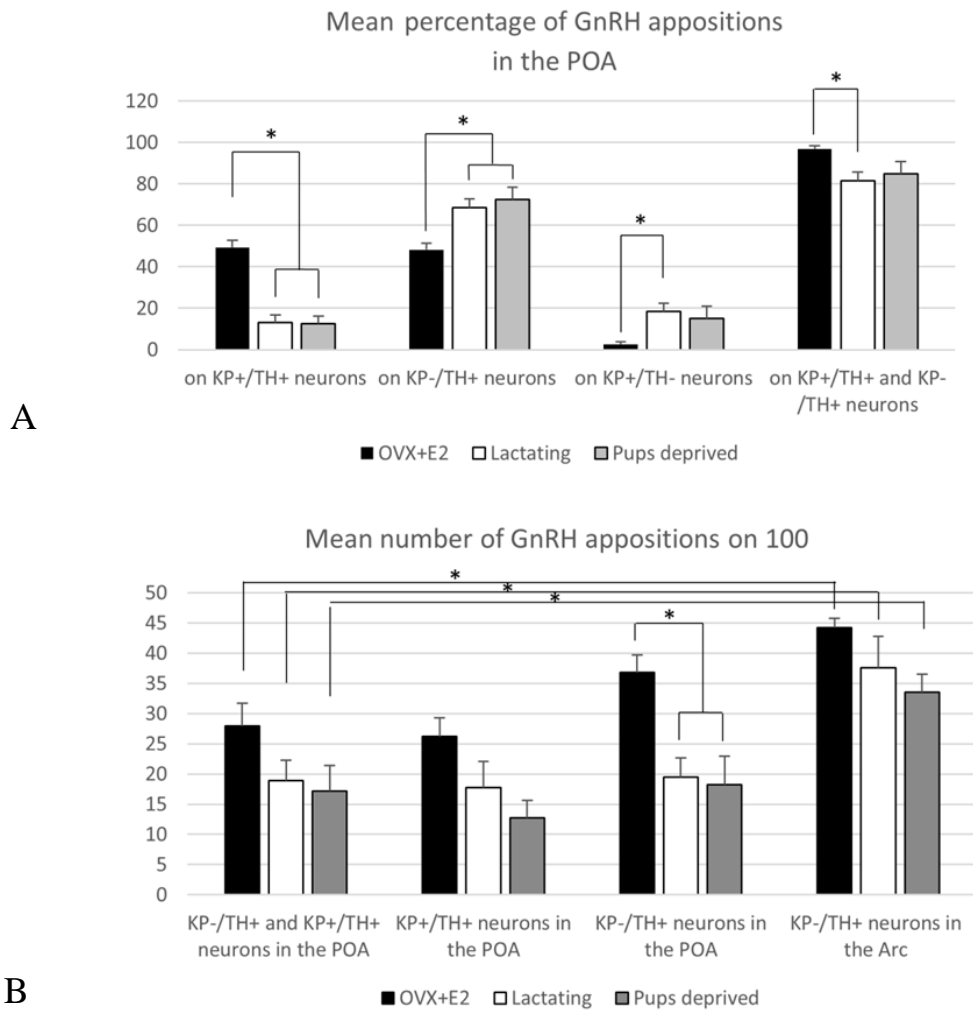 Mean percentage of GnRH appositions
in the POA
*
*
*
*
120
100
80
60
40
20
0
on KP+/TH+ neurons
on KP-/TH+ neurons
on KP+/TH- neurons
on KP+/TH+ and KP-
/TH+ neurons
A
OVX+E2
Lactating
Pups deprived
Mean number of GnRH appositions on 100
*
*
*
*
50
45
40
35
30
25
20
15
10
5
0
KP-/TH+ and KP+/TH+
neurons in the POA
KP+/TH+ neurons in
the POA
KP-/TH+ neurons in
the POA
KP-/TH+ neurons in
the Arc
B
OVX+E2
Lactating
Pups deprived